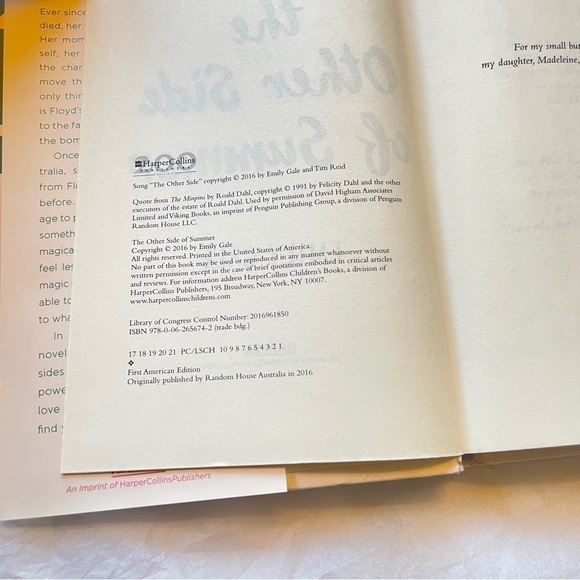 Ever since
died, her
Her mom
self, her
the char
move th
only thin
is Floyd's
to the fa
the bom
Once
tralia, s
from Fl
before.
age to
someth
magica
feel les
magic
able to
to wha
In
novel
sides
powe
love
find
An Imprint of HarperCollinsPublishers
the
Other Side
of Summer
HarperCollins
Song "The Other Side" copyright © 2016 by Emily Gale and Tim Reid
Quote from The Minpins by Roald Dahl, copyright © 1991 by Felicity Dahl and the other
executors of the estate of Roald Dahl. Used by permission of David Higham Associates
Limited and Viking Books, an imprint of Penguin Publishing Group, a division of Penguin
Random House LLC.
The Other Side of Summer
Copyright © 2016 by Emily Gale
All rights reserved. Printed in the United States of America.
No part of this book may be used or reproduced in any manner whatsoever without
written permission except in the case of brief quotations embodied in critical articles
and reviews. For information address HarperCollins Children's Books, a division of
HarperCollins Publishers, 195 Broadway, New York, NY 10007.
www.harpercollinschildrens.com
Library of Congress Control Number: 2016961850
ISBN 978-0-06-265674-2 (trade bdg.)
17 18 19 20 21 PC/LSCH 10 9 8 7 6 5 4 3 2 1
❖
First American Edition
Originally published by Random House Australia in 2016
For my small but
my daughter, Madeleine,